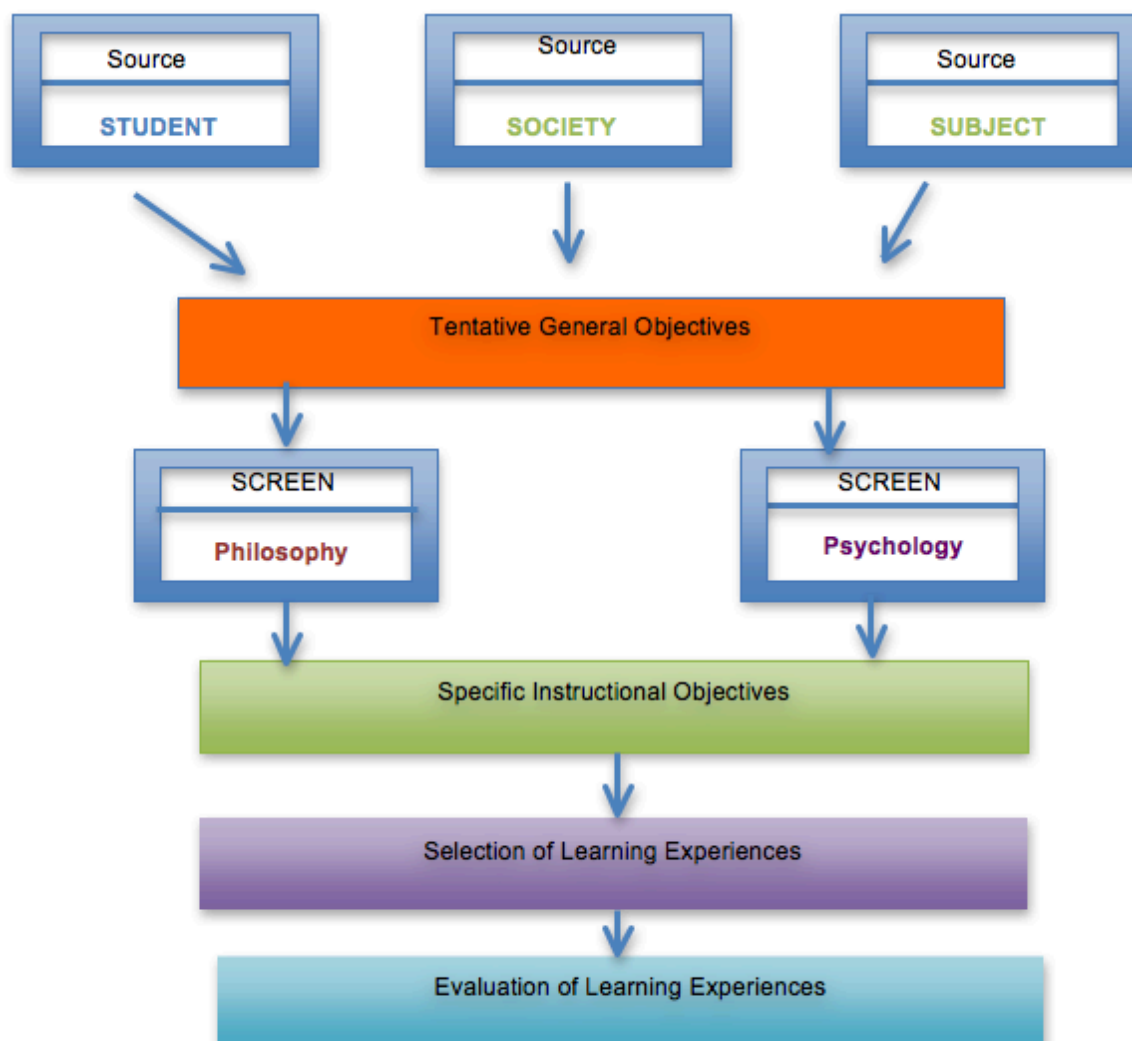 Source
STUDENT
Source
SOCIETY
Source
SUBJECT
Tentative General Objectives
SCREEN
Philosophy
SCREEN
Psychology
Specific Instructional Objectives
Selection of Learning Experiences
Evaluation of Learning Experiences